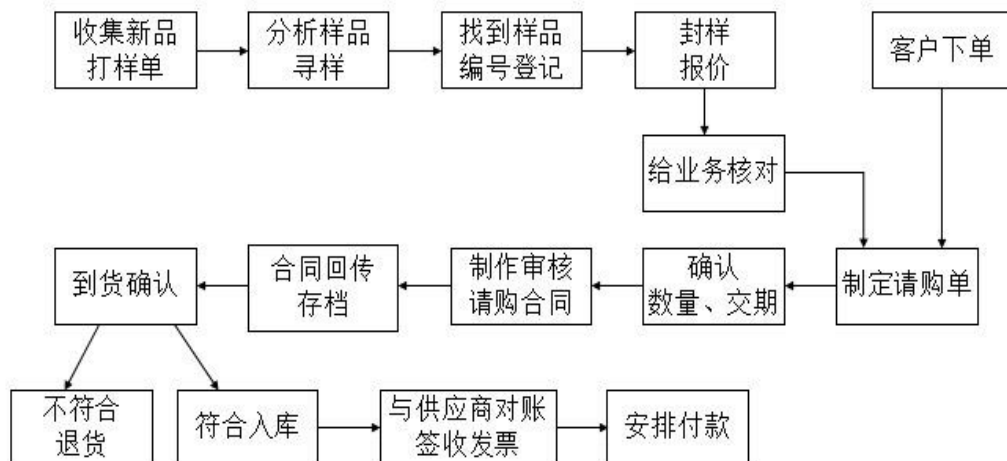 收集新品
打样单
分析样品
寻样
找到样品
编号登记
封样
报价
客户下单
给业务核对
到货确认
合同回传
存档
制作审核
请购合同
确认
数量、交期
制定请购单
不符合
退货
符合入库
与供应商对账
签收发票
安排付款